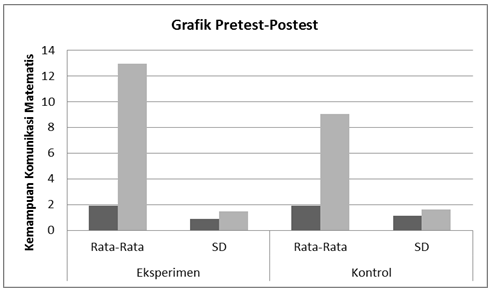 Grafik Pretest-Postest
Kemampuan Komunikasi Matematis
14
12
10
8
6
4
2
0
Rata-Rata SD Rata-Rata SD
Eksperimen Kontrol